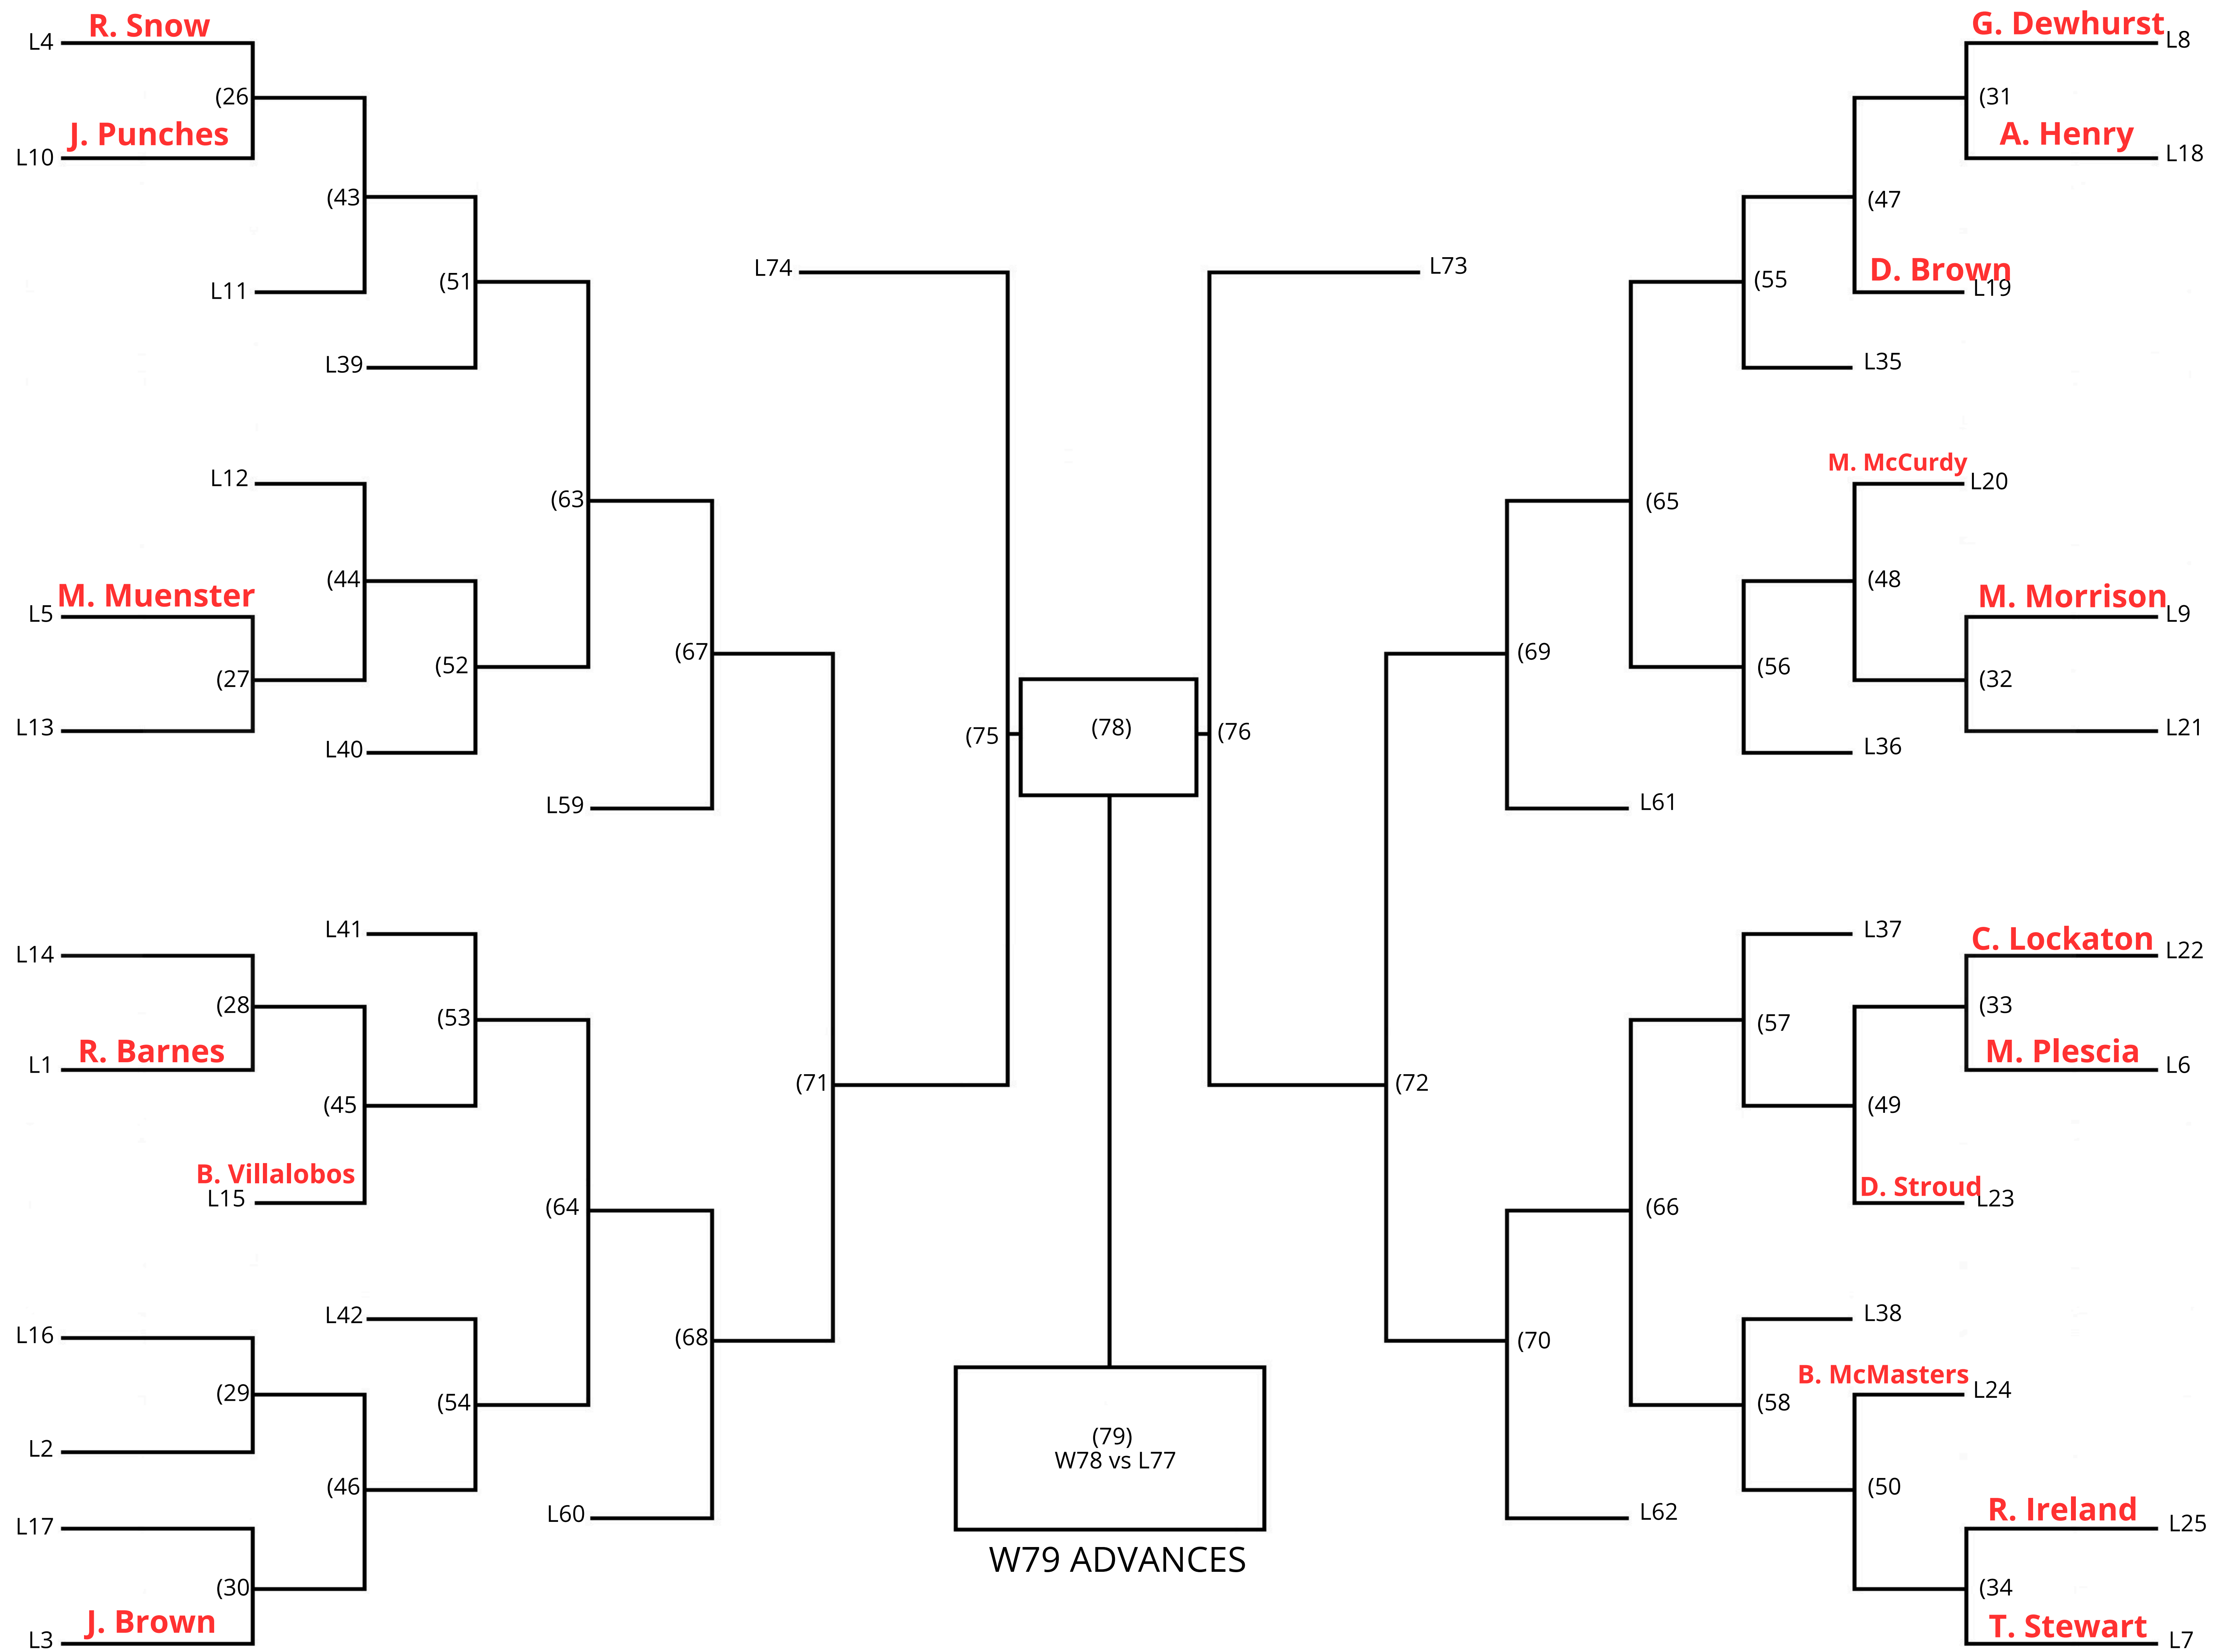 R. Snow
L4
(26
J. Punches
L10
(43
L11
(51
L39
L12
(63
(44
M. Muenster
L5
(52
(27
L13
L40
(67
L59
L41
L14
(28
(53
R. Barnes
L1
(45
B. Villalobos
L15
(64
L42
L16
(29
(54
L2
(46
L17
(30
J. Brown
L3
(68
L60
(71
L74
(75
(78)
(79)
W78 vs L77
W79 ADVANCES
L73
(76
G. Dewhurst
L8
(31
A. Henry
L18
(47
D. Brown
L19
(55
L35
M. McCurdy
L20
(65
(48
M. Morrison
L9
(56
(32
L21
L36
(69
L61
L37
C. Lockaton
L22
(33
(57
M. Plescia
L6
(49
D. Stroud
L23
(66
L38
B. McMasters
L24
(58
(50
R. Ireland
L25
(34
T. Stewart
L7
(70
L62
(72